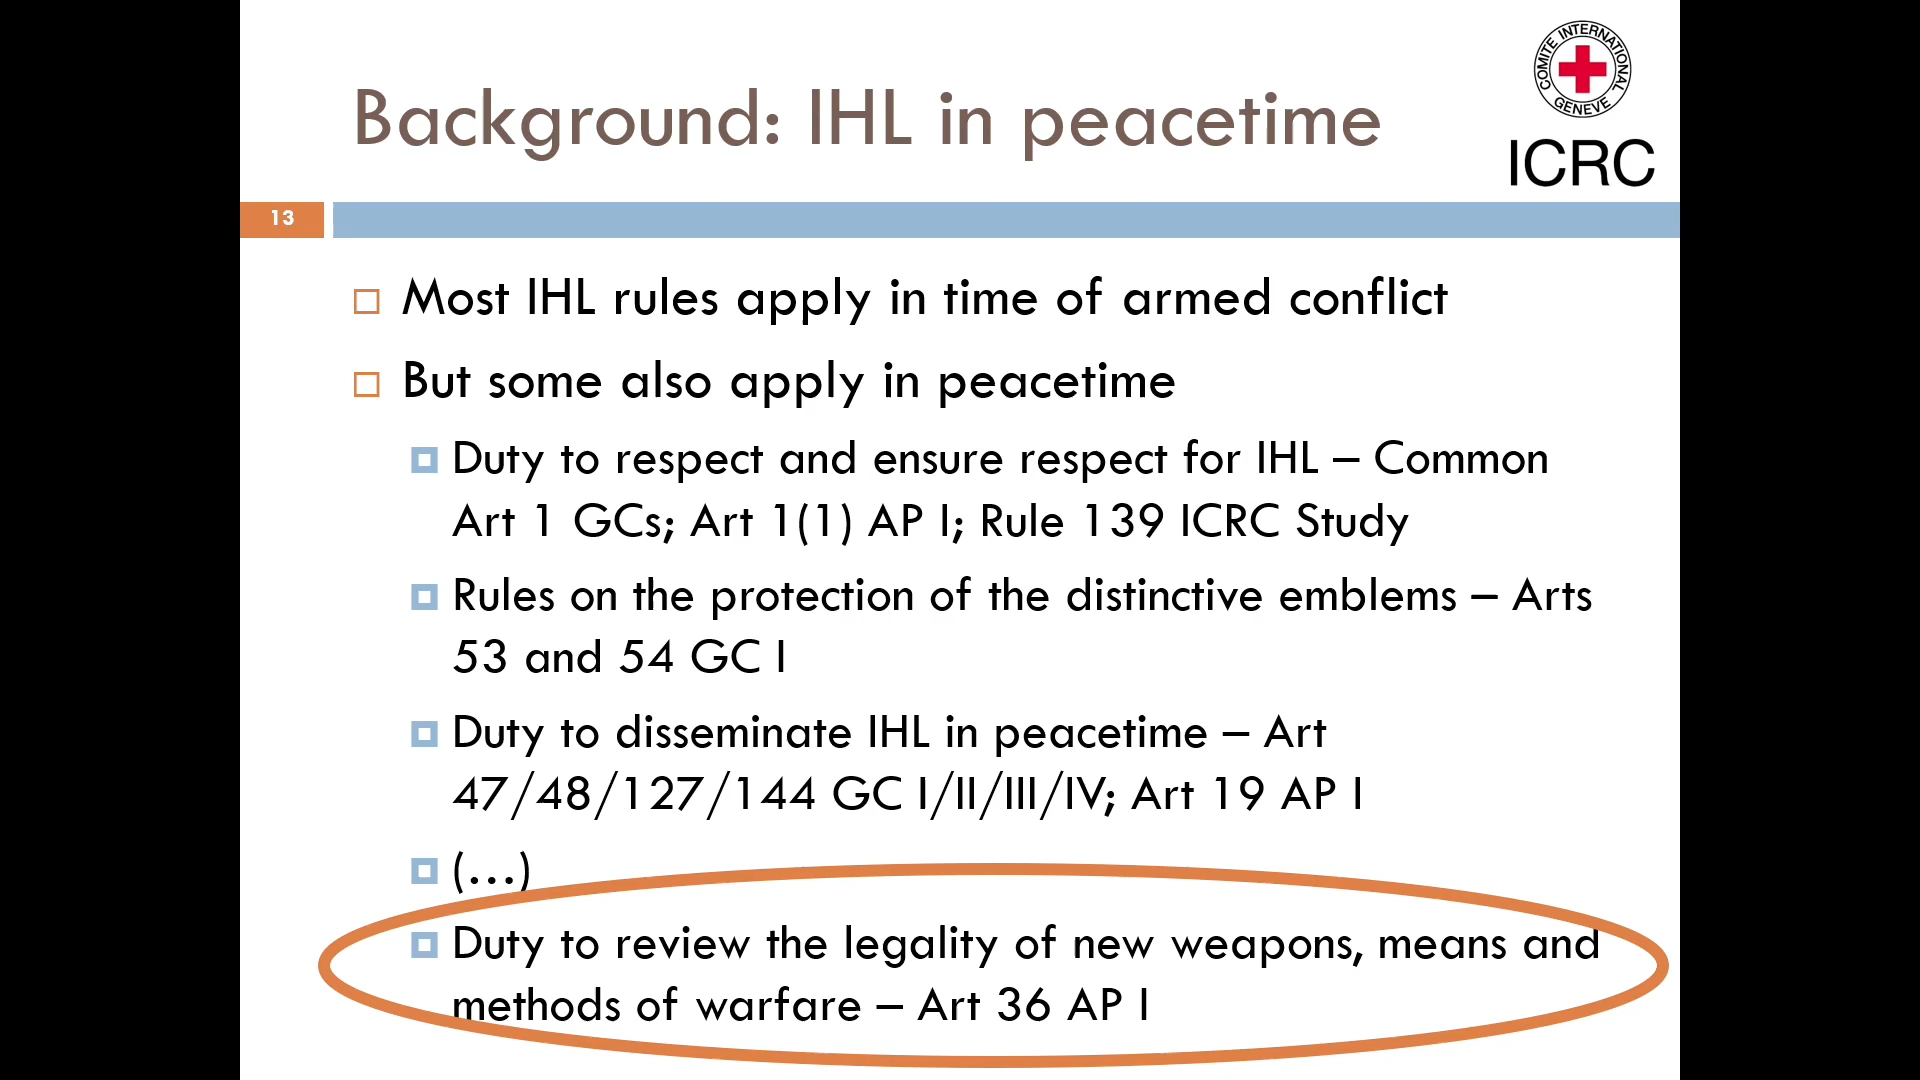 COMITE INTERNATIONAL
GENEVE
Background: IHL in peacetime
ICRC
13
Most IHL rules apply in time of armed conflict
But some also apply in peacetime
Duty to respect and ensure respect for IHL – Common
Art 1 GCs; Art 1(1) AP I; Rule 139 ICRC Study
Rules on the protection of the distinctive emblems – Arts
53 and 54 GC I
Duty to disseminate IHL in peacetime – Art
47/48/127/144 GC I/II/III/IV; Art 19 AP I
(…)
Duty to review the legality of new weapons, means and
methods of warfare – Art 36 AP I